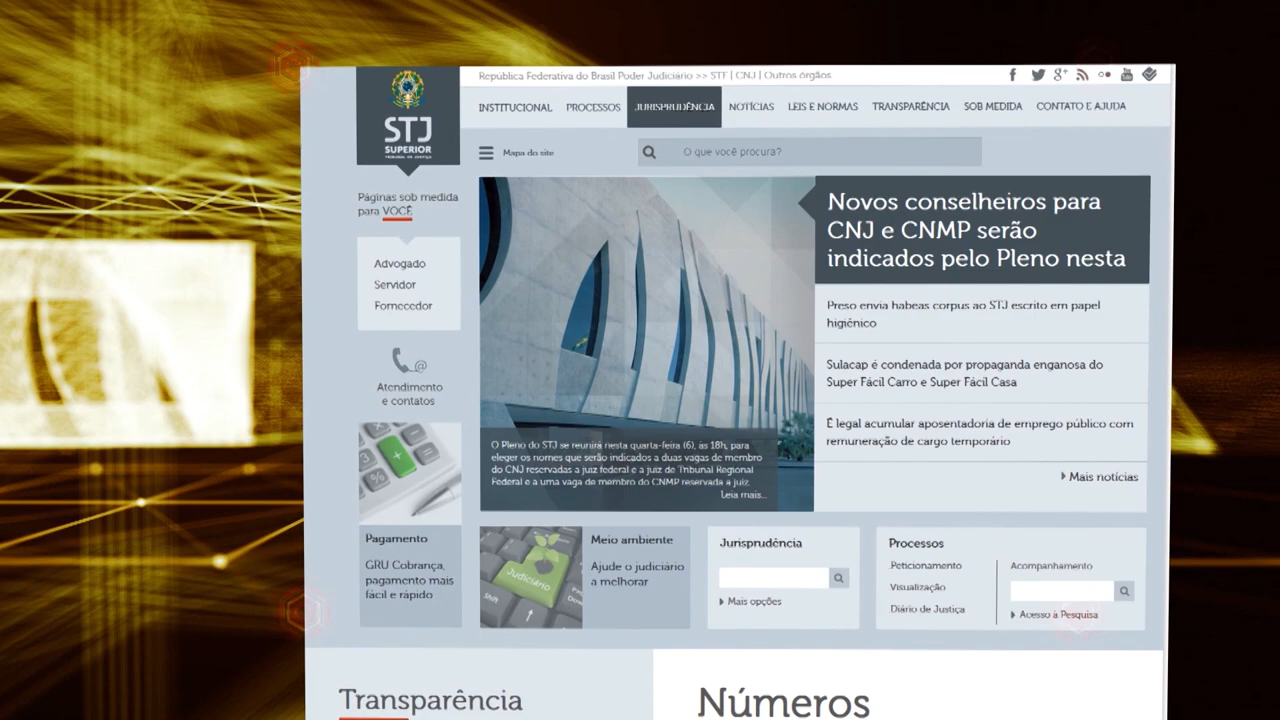 República Federativa do Brasil Poder Judiciário >> STF | CNJ | Outros órgãos
STJ
SUPERIOR
TRIBUNAL DE JUSTIÇA
INSTITUCIONAL PROCESSOS JURISPRUDÊNCIA NOTÍCIAS LEIS E NORMAS TRANSPARÊNCIA SOB MEDIDA CONTATO E AJUDA
Mapa do site
O que você procura?
Páginas sob medida
para VOCÊ
Advogado
Servidor
Fornecedor
Atendimento
e contatos
Pagamento
GRU Cobrança,
pagamento mais
fácil e rápido
Novos conselheiros para
CNJ e CNMP serão
indicados pelo Pleno nesta
O Pleno do STJ se reunirá nesta quarta-feira (6), às 18h, para
eleger os nomes que serão indicados a duas vagas de membro
do CNJ reservadas a juiz federal e a juiz de Tribunal Regional
Federal e a uma vaga de membro do CNMP reservada a juiz.
Leia mais...
Preso envia habeas corpus ao STJ escrito em papel
higiênico
Sulacap é condenada por propaganda enganosa do
Super Fácil Carro e Super Fácil Casa
É legal acumular aposentadoria de emprego público com
remuneração de cargo temporário
Mais notícias
Judiciário
Shift
Meio ambiente
Ajude o judiciário
a melhorar
Jurisprudência
Mais opções
Processos
Peticionamento
Visualização
Diário de Justiça
Acompanhamento
Acesso à Pesquisa
Transparência
Números